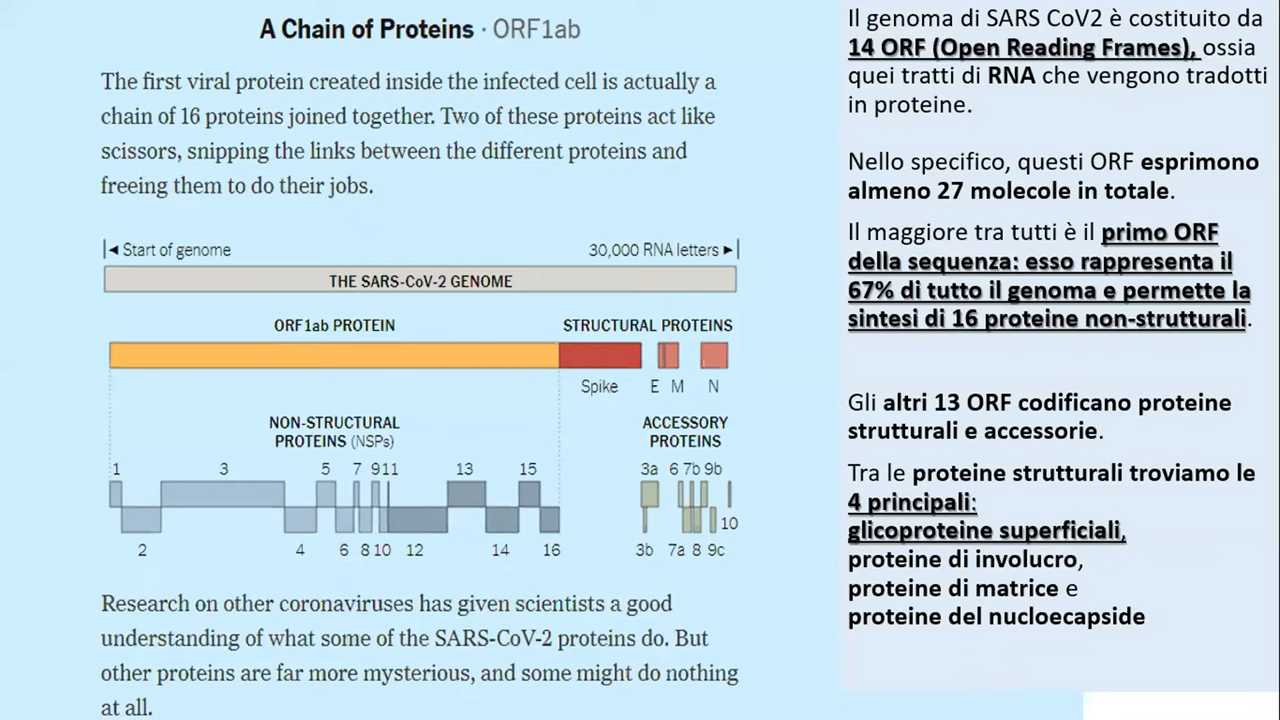 A Chain of Proteins · ORF1ab
The first viral protein created inside the infected cell is actually a
chain of 16 proteins joined together. Two of these proteins act like
scissors, snipping the links between the different proteins and
freeing them to do their jobs.
Start of genome
30,000 RNA letters
THE SARS-CoV-2 GENOME
ORF1ab PROTEIN
STRUCTURAL PROTEINS
Spike E M N
NON-STRUCTURAL
PROTEINS (NSPs)
ACCESSORY
PROTEINS
1 3 5 7 9 11 13 15
2 4 6 8 10 12 14 16
3a 6 7b 9b
10
3b 7a 8 9c
Research on other coronaviruses has given scientists a good
understanding of what some of the SARS-CoV-2 proteins do. But
other proteins are far more mysterious, and some might do nothing
at all.
Il genoma di SARS CoV2 è costituito da
14 ORF (Open Reading Frames), ossia
quei tratti di RNA che vengono tradotti
in proteine.
Nello specifico, questi ORF esprimono
almeno 27 molecole in totale.
Il maggiore tra tutti è il primo ORF
della sequenza: esso rappresenta il
67% di tutto il genoma e permette la
sintesi di 16 proteine non-strutturali.
Gli altri 13 ORF codificano proteine
strutturali e accessorie.
Tra le proteine strutturali troviamo le
4 principali:
glicoproteine superficiali,
proteine di involucro,
proteine di matrice e
proteine del nucloecapside